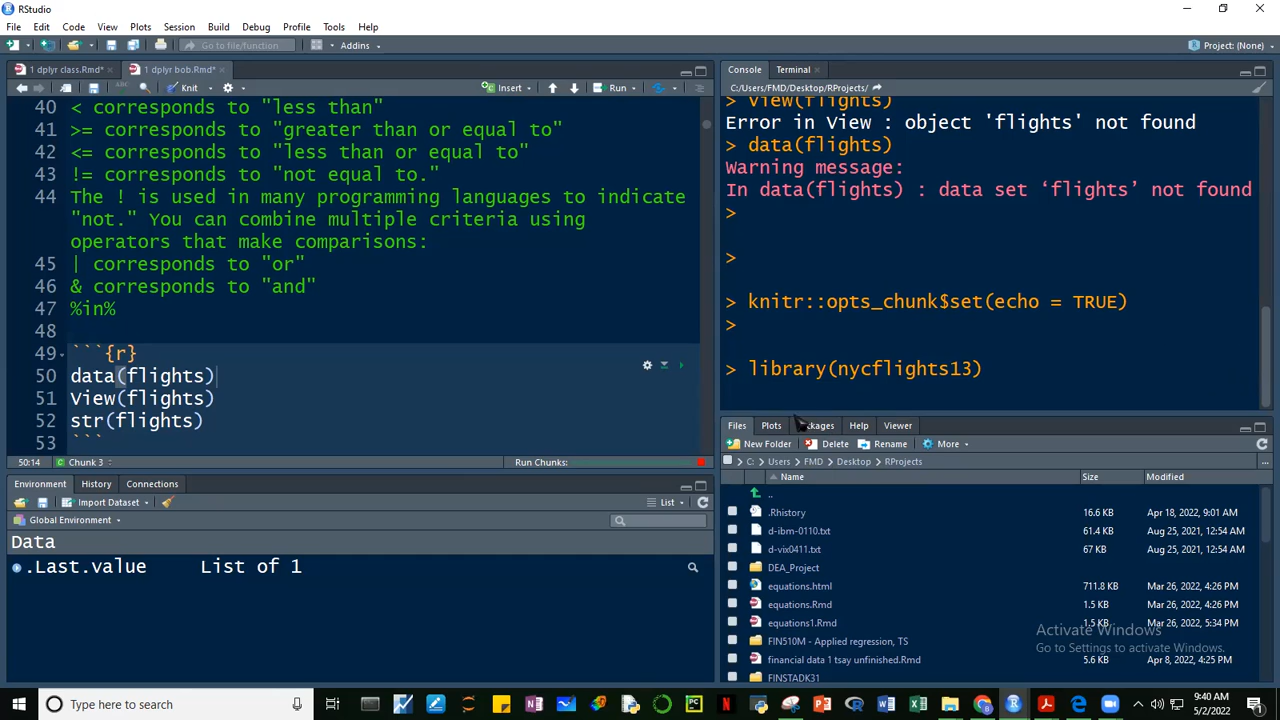 RStudio
File Edit Code View Plots Session Build Debug Profile Tools Help
Go to file/function Addins Project: (None)
1 dplyr class.Rmd* 1 dplyr bob.Rmd*
Knit Insert Run
40 < corresponds to "less than"
41 >= corresponds to "greater than or equal to"
42 <= corresponds to "less than or equal to"
43 != corresponds to "not equal to."
44 The ! is used in many programming languages to indicate
"not." You can combine multiple criteria using
operators that make comparisons:
45 | corresponds to "or"
46 & corresponds to "and"
47 %in%
48
49 ```{r}
50 data(flights)
51 View(flights)
52 str(flights)
53 ```
50:14 Chunk 3 Run Chunks:
Environment History Connections
Import Dataset List
Global Environment
Data
.Last.value List of 1
Console Terminal
C:/Users/FMD/Desktop/RProjects/
> View(flights)
Error in View : object 'flights' not found
> data(flights)
Warning message:
In data(flights) : data set ‘flights’ not found
>
>
> knitr::opts_chunk$set(echo = TRUE)
>
> library(nycflights13)
Files Plots Packages Help Viewer
New Folder Delete Rename More
C: Users FMD Desktop RProjects ...
Name Size Modified
..
.Rhistory 16.6 KB Apr 18, 2022, 9:01 AM
d-ibm-0110.txt 61.4 KB Aug 25, 2021, 12:54 AM
d-vix0411.txt 67 KB Aug 25, 2021, 12:54 AM
DEA_Project
equations.html 711.8 KB Mar 26, 2022, 4:26 PM
equations.Rmd 1.5 KB Mar 26, 2022, 4:26 PM
equations1.Rmd 1.5 KB Mar 26, 2022, 5:34 PM
FIN510M - Applied regression, TS
financial data 1 tsay unfinished.Rmd 5.6 KB Apr 8, 2022, 4:25 PM
FINSTADK31
Activate Windows
Go to Settings to activate Windows.
Type here to search
9:40 AM
5/2/2022